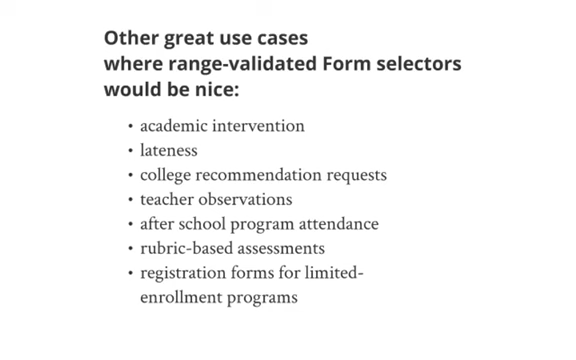 Other great use cases
where range-validated Form selectors
would be nice:
• academic intervention
• lateness
• college recommendation requests
• teacher observations
• after school program attendance
• rubric-based assessments
• registration forms for limited-
enrollment programs